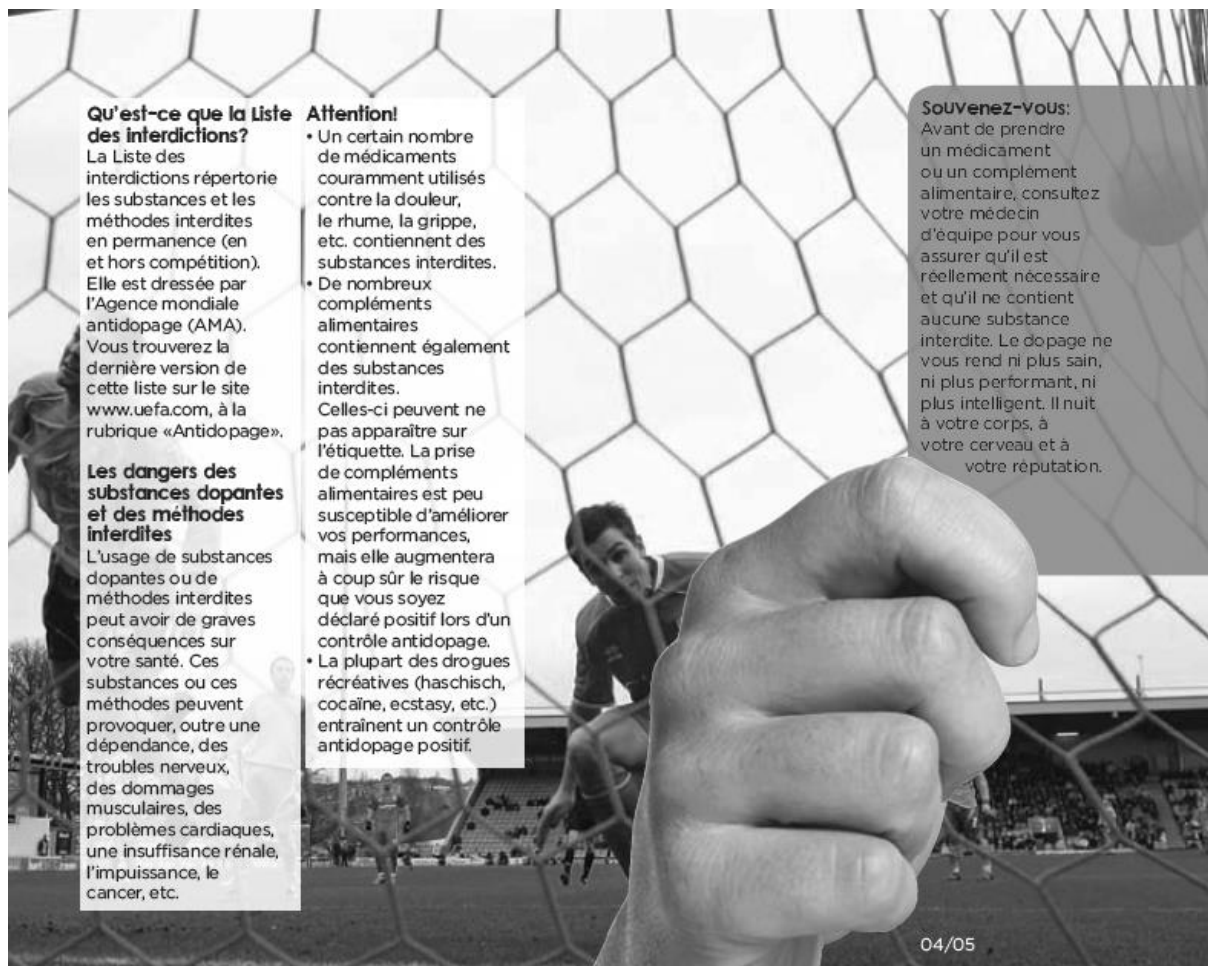 Qu'est-ce que la Liste
des interdictions?
La Liste des
interdictions répertorie
les substances et les
méthodes interdites
en permanence (en
et hors compétition).
Elle est dressée par
l'Agence mondiale
antidopage (AMA).
Vous trouverez la
dernière version de
cette liste sur le site
www.uefa.com, à la
rubrique «Antidopage».
Les dangers des
substances dopantes
et des méthodes
interdites
L'usage de substances
dopantes ou de
méthodes interdites
peut avoir de graves
conséquences sur
votre santé. Ces
substances ou ces
méthodes peuvent
provoquer, outre une
dépendance, des
troubles nerveux,
des dommages
musculaires, des
problèmes cardiaques,
une insuffisance rénale,
l'impuissance, le
cancer, etc.
Attention!
• Un certain nombre
de médicaments
couramment utilisés
contre la douleur,
le rhume, la grippe,
etc. contiennent des
substances interdites.
• De nombreux
compléments
alimentaires
contiennent également
des substances
interdites.
Celles-ci peuvent ne
pas apparaître sur
l'étiquette. La prise
de compléments
alimentaires est peu
susceptible d'améliorer
vos performances,
mais elle augmentera
à coup sûr le risque
que vous soyez
déclaré positif lors d'un
contrôle antidopage.
• La plupart des drogues
récréatives (haschisch,
cocaïne, ecstasy, etc.)
entraînent un contrôle
antidopage positif.
Souvenez-vous:
Avant de prendre
un médicament
ou un complément
alimentaire, consultez
votre médecin
d'équipe pour vous
assurer qu'il est
réellement nécessaire
et qu'il ne contient
aucune substance
interdite. Le dopage ne
vous rend ni plus sain,
ni plus performant, ni
plus intelligent. Il nuit
à votre corps, à
votre cerveau et à
votre réputation.
04/05